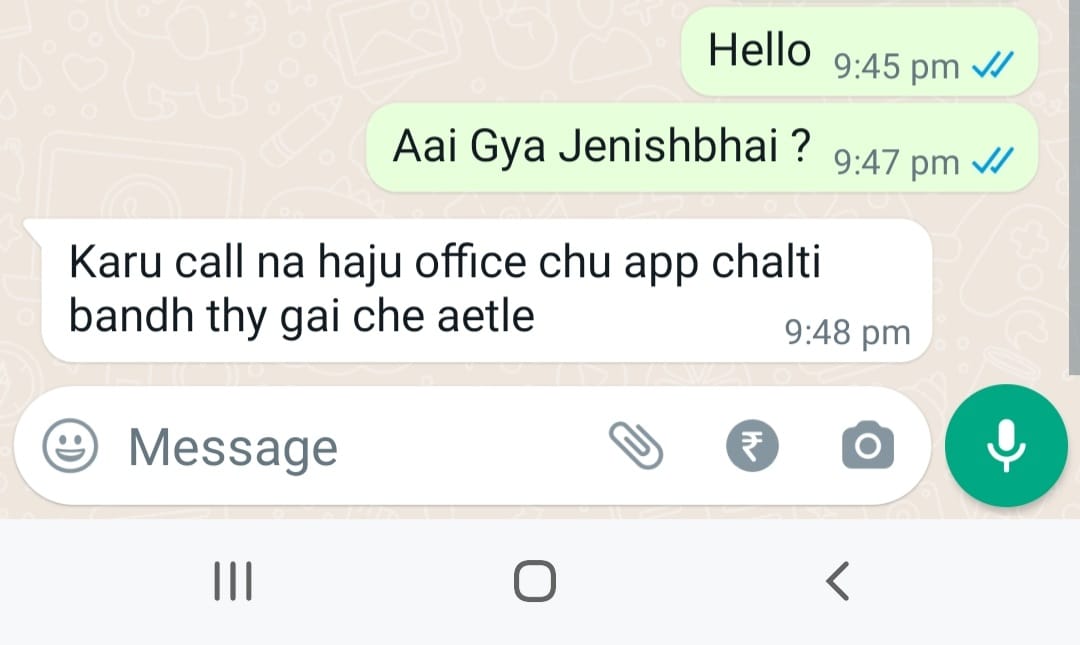 Hello 9:45 pm
Aai Gya Jenishbhai ? 9:47 pm
Karu call na haju office chu app chalti
bandh thy gai che aetle 9:48 pm
Message